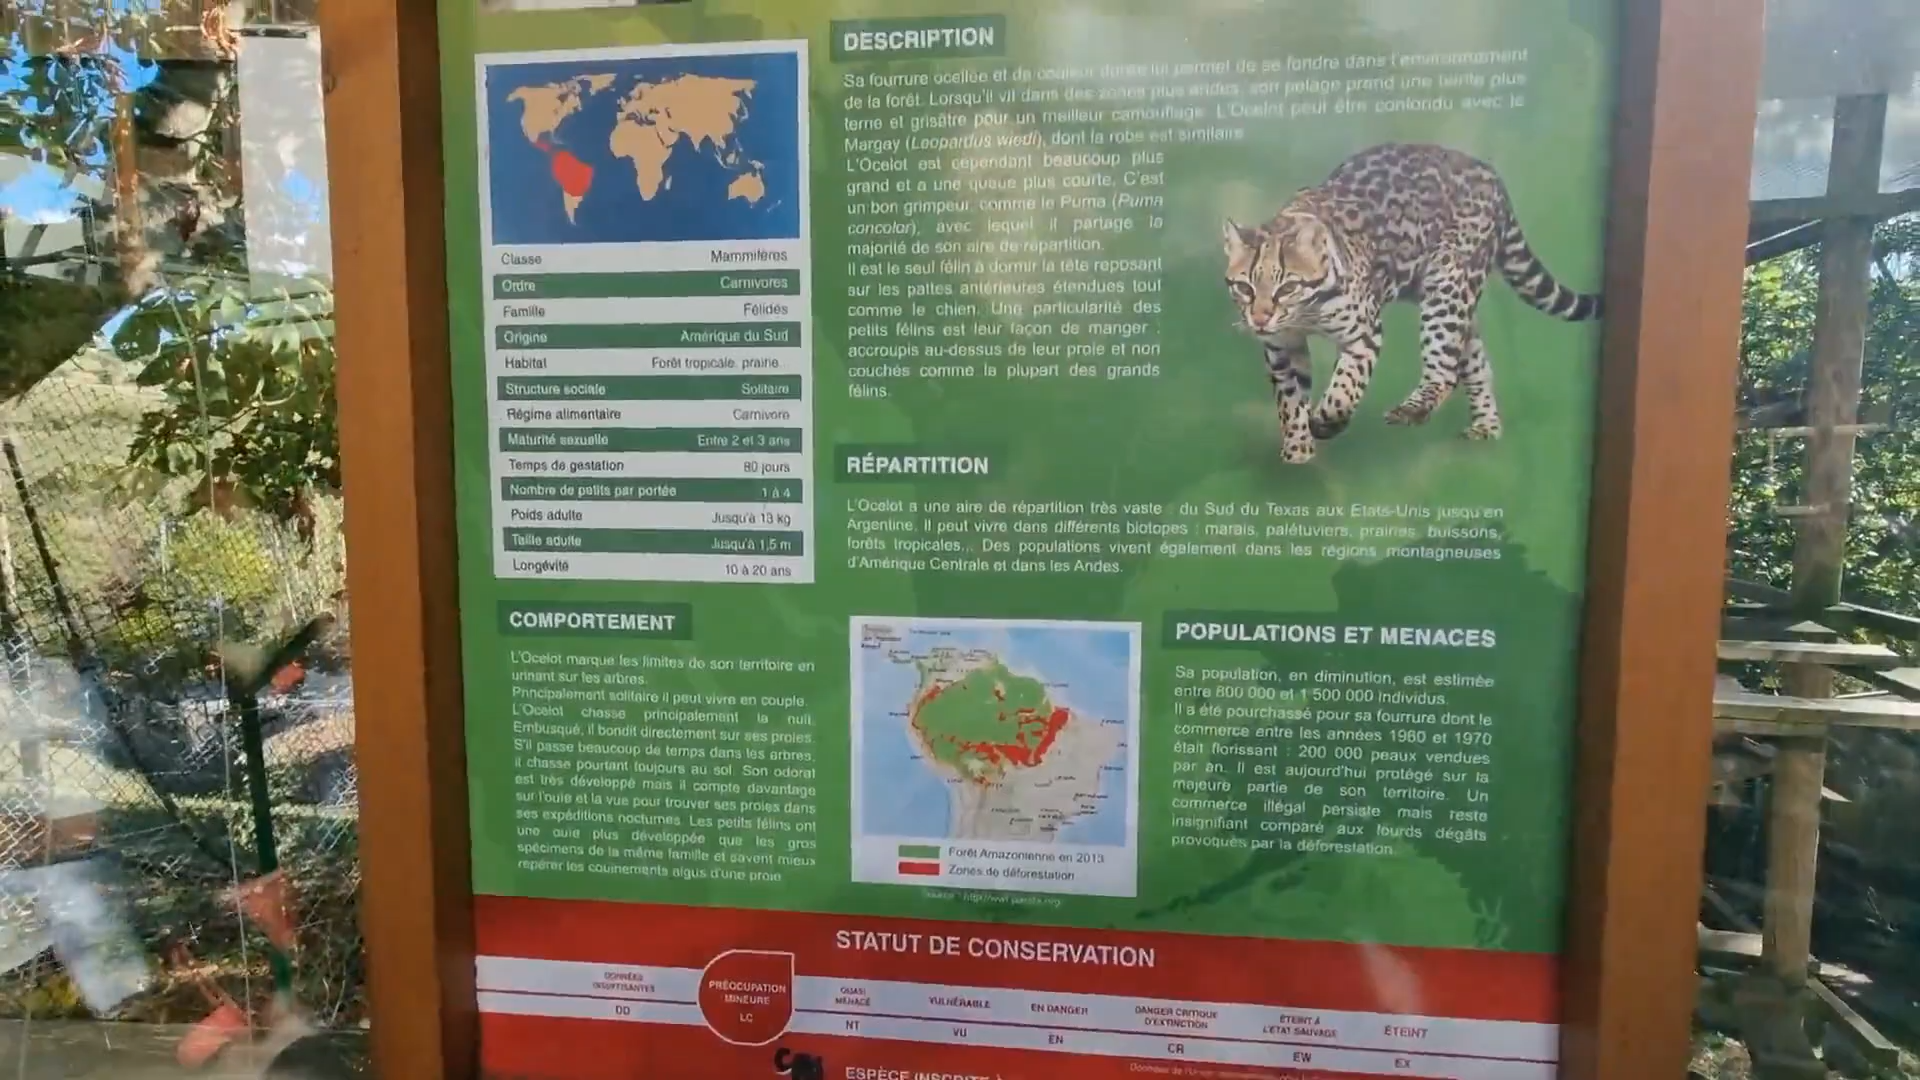 DESCRIPTION
Sa fourrure ocellée et de couleur dorée lui permet de se fondre dans l'environnement
de la forêt. Lorsqu'il vit dans des zones plus arides, son pelage prend une teinte plus
terne et grisâtre pour un meilleur camouflage. L'Ocelot peut être confondu avec le
Margay (Leopardus wiedi), dont la robe est similaire.
L'Ocelot est cependant beaucoup plus
grand et a une queue plus courte. C'est
un bon grimpeur, comme le Puma (Puma
concolor), avec lequel il partage la
majorité de son aire de répartition.
Il est le seul félin à dormir la tête reposant
sur les pattes antérieures étendues tout
comme le chien. Une particularité des
petits félins est leur façon de manger :
accroupis au-dessus de leur proie et non
couchés comme la plupart des grands
félins.
Classe Mammifères
Ordre Carnivores
Famille Félidés
Origine Amérique du Sud
Habitat Forêt tropicale, prairie...
Structure sociale Solitaire
Régime alimentaire Carnivore
Maturité sexuelle Entre 2 et 3 ans
Temps de gestation 80 jours
Nombre de petits par portée 1 à 4
Poids adulte Jusqu'à 13 kg
Taille adulte Jusqu'à 1,5 m
Longévité 10 à 20 ans
RÉPARTITION
L'Ocelot a une aire de répartition très vaste : du Sud du Texas aux Etats-Unis jusqu'en
Argentine. Il peut vivre dans différents biotopes : marais, palétuviers, prairies, buissons,
forêts tropicales... Des populations vivent également dans les régions montagneuses
d'Amérique Centrale et dans les Andes.
COMPORTEMENT
L'Ocelot marque les limites de son territoire en
urinant sur les arbres.
Principalement solitaire il peut vivre en couple.
L'Ocelot chasse principalement la nuit.
Embusqué, il bondit directement sur ses proies.
S'il passe beaucoup de temps dans les arbres,
il chasse pourtant toujours au sol. Son odorat
est très développé mais il compte davantage
sur l'ouïe et la vue pour trouver ses proies dans
ses expéditions nocturnes. Les petits félins ont
une ouïe plus développée que les gros
spécimens de la même famille et savent mieux
repérer les couinements aigus d'une proie.
Forêt Amazonienne en 2013
Zones de déforestation
POPULATIONS ET MENACES
Sa population, en diminution, est estimée
entre 800 000 et 1 500 000 individus.
Il a été pourchassé pour sa fourrure dont le
commerce entre les années 1960 et 1970
était florissant : 200 000 peaux vendues
par an. Il est aujourd'hui protégé sur la
majeure partie de son territoire. Un
commerce illégal persiste mais reste
insignifiant comparé aux lourds dégâts
provoqués par la déforestation.
STATUT DE CONSERVATION
DONNÉES
INSUFFISANTES
DD
PRÉOCUPATION
MINEURE
LC
QUASI
MENACÉ
NT
VULNÉRABLE
VU
EN DANGER
EN
DANGER CRITIQUE
D'EXTINCTION
CR
ÉTEINT À
L'ÉTAT SAUVAGE
EW
ÉTEINT
EX
ESPÈCE INSCRITE À